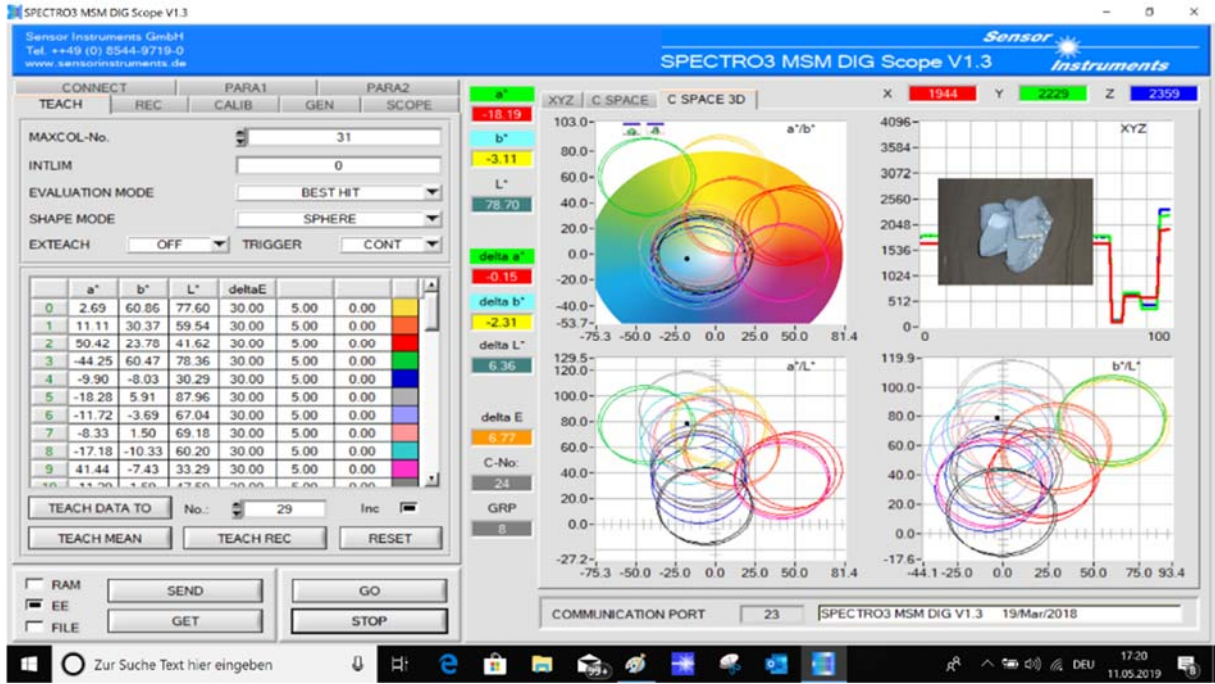 SPECTRO3 MSM DIG Scope V1.3
Sensor Instruments GmbH
Tel. ++49 (0) 8544-9719-0
www.sensorinstruments.de
SPECTRO3 MSM DIG Scope V1.3
Sensor
Instruments
CONNECT PARA1 PARA2
TEACH REC CALIB GEN SCOPE
MAXCOL-No. 31
INTLIM 0
EVALUATION MODE BEST HIT
SHAPE MODE SPHERE
EXTEACH OFF TRIGGER CONT
a* b* L* deltaE
0 2.69 60.86 77.60 30.00 5.00 0.00
1 11.11 30.37 59.54 30.00 5.00 0.00
2 50.42 23.78 41.62 30.00 5.00 0.00
3 -44.25 60.47 78.36 30.00 5.00 0.00
4 -9.90 -8.03 30.29 30.00 5.00 0.00
5 -18.28 5.91 87.96 30.00 5.00 0.00
6 -11.72 -3.69 67.04 30.00 5.00 0.00
7 -8.33 1.50 69.18 30.00 5.00 0.00
8 -17.18 -10.33 60.20 30.00 5.00 0.00
9 41.44 -7.43 33.29 30.00 5.00 0.00
TEACH DATA TO No.: 29 Inc
TEACH MEAN TEACH REC RESET
RAM
EE
FILE
SEND
GET
GO
STOP
a*
-18.19
b*
-3.11
L*
78.70
delta a*
-0.15
delta b*
-2.31
delta L*
6.36
delta E
6.77
C-No:
24
GRP
8
XYZ C SPACE C SPACE 3D
X 1944 Y 2229 Z 2359
a*/b*
103.0
80.0
60.0
40.0
20.0
0.0
-20.0
-40.0
-53.7
-75.3 -50.0 -25.0 0.0 25.0 50.0 81.4
XYZ
4096
3584
3072
2560
2048
1536
1024
512
0
0 100
a*/L*
129.5
120.0
100.0
80.0
60.0
40.0
20.0
0.0
-27.2
-75.3 -50.0 -25.0 0.0 25.0 50.0 81.4
b*/L*
119.9
100.0
80.0
60.0
40.0
20.0
0.0
-17.6
-44.1 -25.0 0.0 25.0 50.0 75.0 93.4
COMMUNICATION PORT 23 SPECTRO3 MSM DIG V1.3 19/Mar/2018
Zur Suche Text hier eingeben
99+
DEU
17:20
11.05.2019